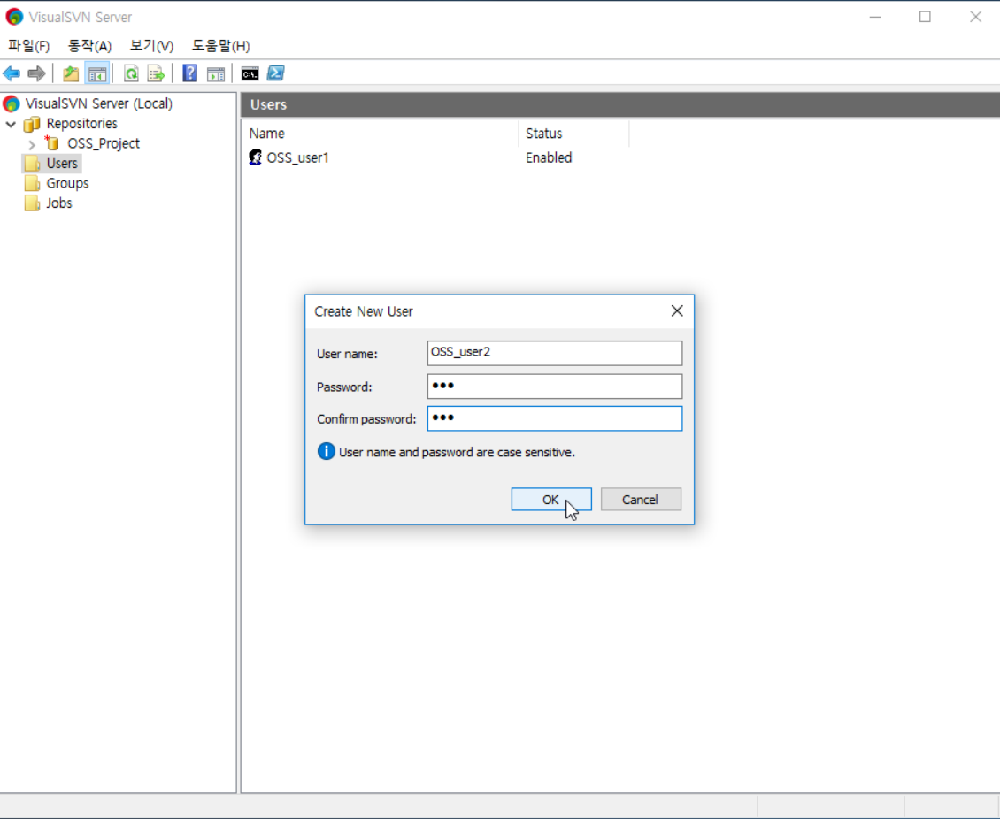 VisualSVN Server
파일(F) 동작(A) 보기(V) 도움말(H)
VisualSVN Server (Local)
Repositories
OSS_Project
Users
Groups
Jobs
Users
Name Status
OSS_user1 Enabled
Create New User
User name: OSS_user2
Password: •••
Confirm password: •••
User name and password are case sensitive.
OK Cancel